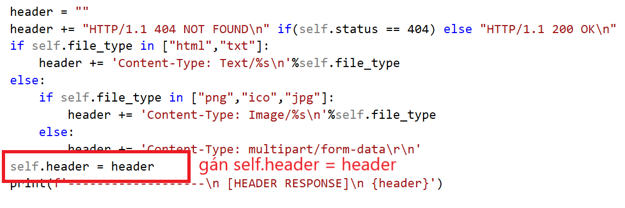 header = ""
header += "HTTP/1.1 404 NOT FOUND\n" if(self.status == 404) else "HTTP/1.1 200 OK\n"
if self.file_type in ["html","txt"]:
    header += 'Content-Type: Text/%s\n'%self.file_type
else:
    if self.file_type in ["png","ico","jpg"]:
        header += 'Content-Type: Image/%s\n'%self.file_type
    else:
        header += 'Content-Type: multipart/form-data\r\n'
self.header = header gán self.header = header
print(f'-------------------\n [HEADER RESPONSE]\n {header}')